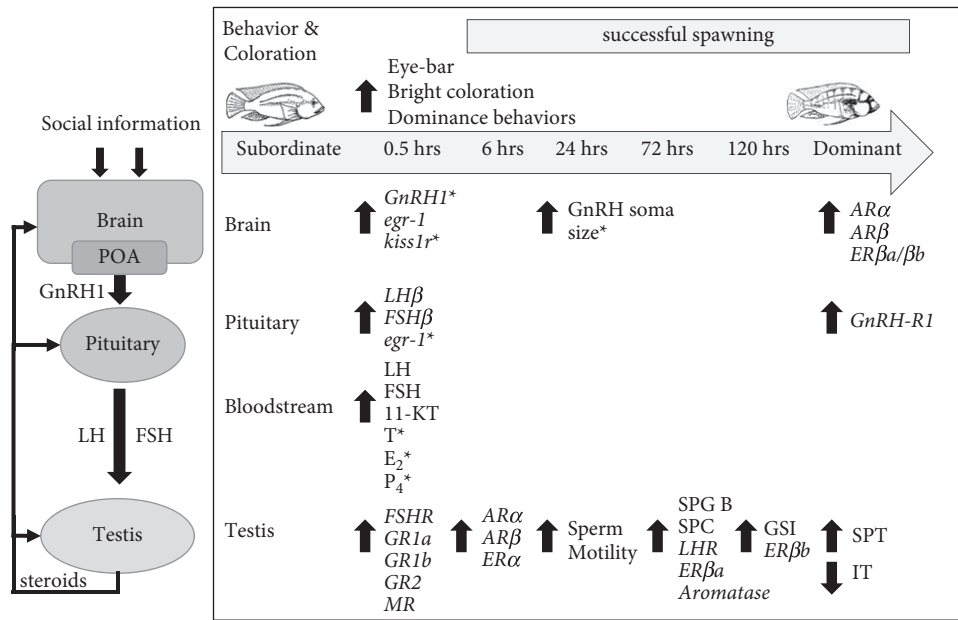 Social information
Brain
POA
GnRH1
Pituitary
LH FSH
Testis
steroids
Behavior &
Coloration
successful spawning
Eye-bar
Bright coloration
Dominance behaviors
Subordinate 0.5 hrs 6 hrs 24 hrs 72 hrs 120 hrs Dominant
Brain
GnRH1*
egr-1
kiss1r*
GnRH soma
size*
ARα
ARβ
ERβa/βb
Pituitary
LHβ
FSHβ
egr-1*
GnRH-R1
Bloodstream
LH
FSH
11-KT
T*
E₂*
P₄*
Testis
FSHR
GR1a
GR1b
GR2
MR
ARα
ARβ
ERα
Sperm
Motility
SPG B
SPC
LHR
ERβa
Aromatase
GSI
ERβb
SPT
IT